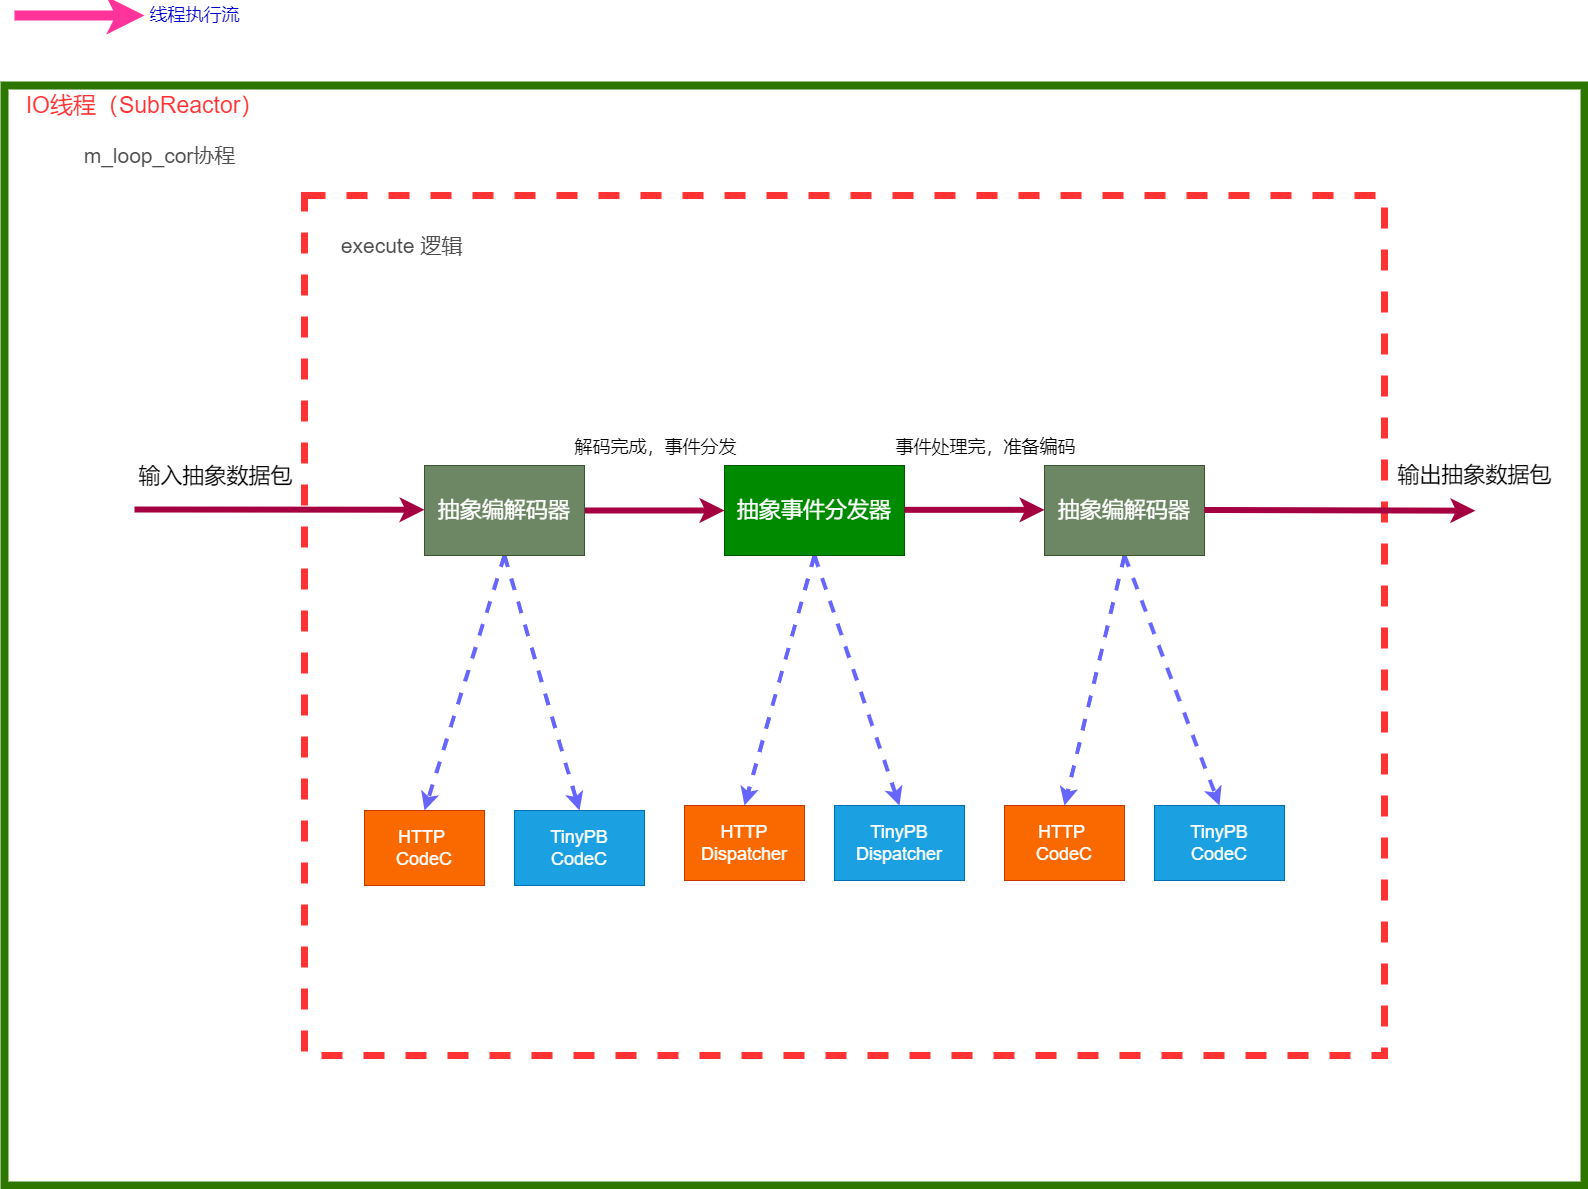 线程执行流
IO线程（SubReactor）
m_loop_cor协程
execute 逻辑
解码完成，事件分发
事件处理完，准备编码
输入抽象数据包
输出抽象数据包
抽象编解码器
抽象事件分发器
抽象编解码器
HTTP
CodeC
TinyPB
CodeC
HTTP
Dispatcher
TinyPB
Dispatcher
HTTP
CodeC
TinyPB
CodeC